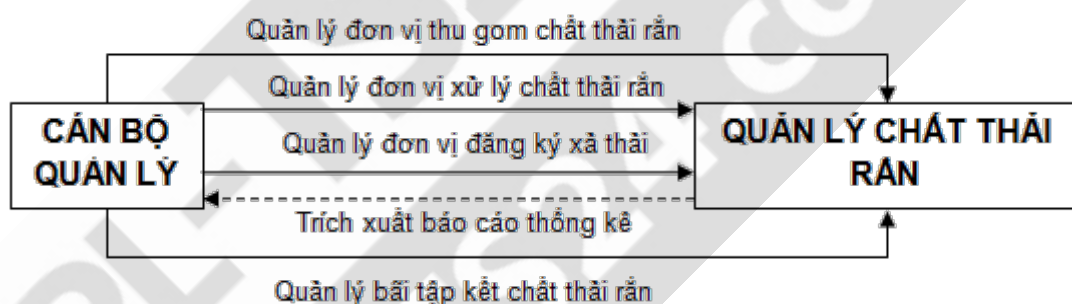 Quản lý đơn vị thu gom chất thải rắn
Quản lý đơn vị xử lý chất thải rắn
CÁN BỘ
QUẢN LÝ
Quản lý đơn vị đăng ký xả thải
QUẢN LÝ CHẤT THẢI
RẮN
Trích xuất báo cáo thống kê
Quản lý bãi tập kết chất thải rắn